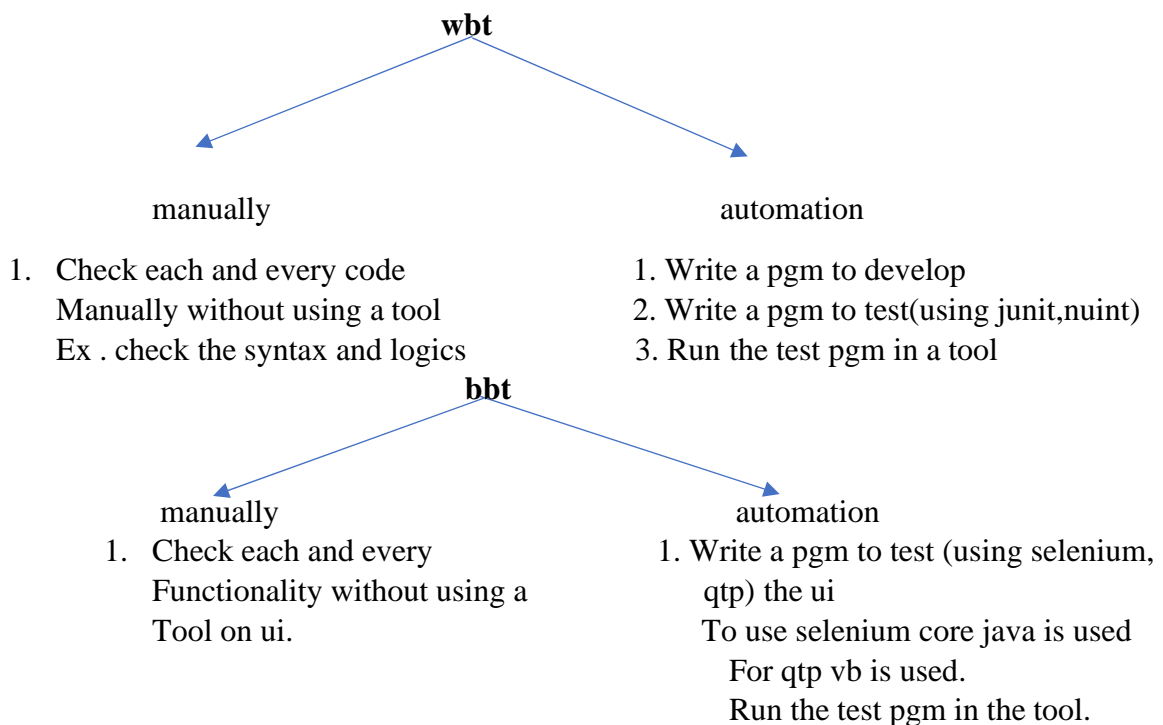 wbt
manually
automation
1. Check each and every code
Manually without using a tool
Ex . check the syntax and logics
1. Write a pgm to develop
2. Write a pgm to test(using junit,nuint)
3. Run the test pgm in a tool
bbt
manually
automation
1. Check each and every
Functionality without using a
Tool on ui.
1. Write a pgm to test (using selenium,
qtp) the ui
To use selenium core java is used
For qtp vb is used.
Run the test pgm in the tool.